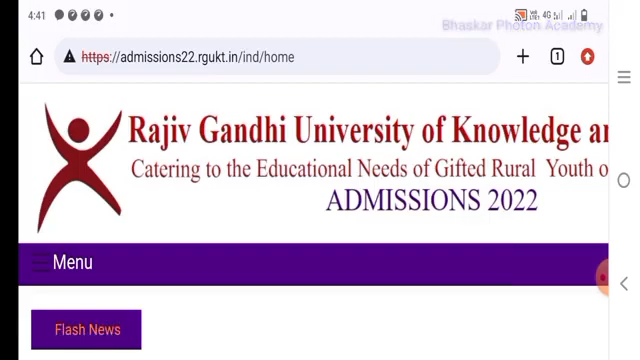 4:41
4G
Bhaskar Photon Academy
https://admissions22.rgukt.in/ind/home
1
Rajiv Gandhi University of Knowledge
Catering to the Educational Needs of Gifted Rural Youth
ADMISSIONS 2022
Menu
Flash News